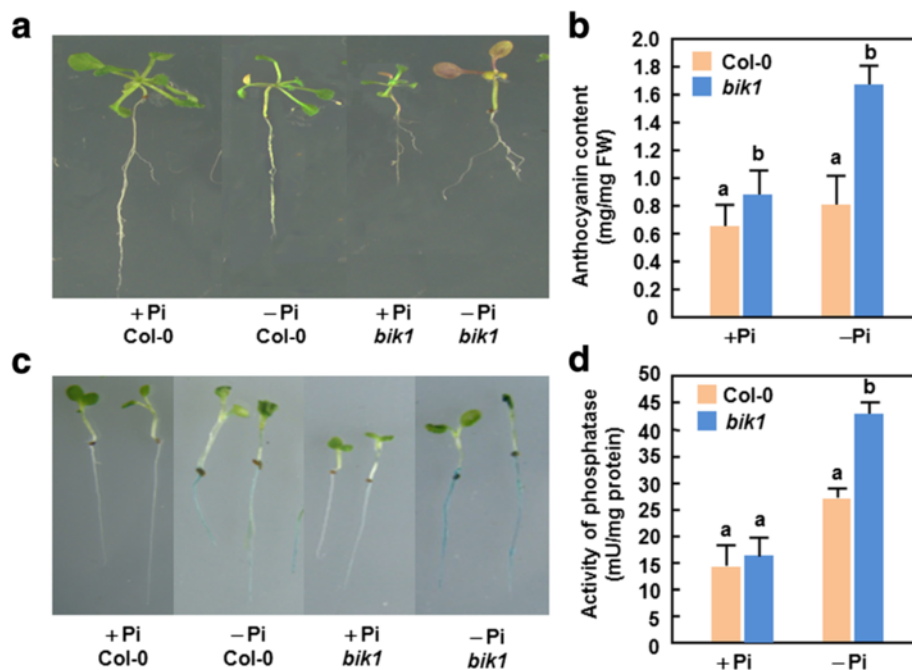 a
+Pi
Col-0
−Pi
Col-0
+Pi
bik1
−Pi
bik1
b
Anthocyanin content
(mg/mg FW)
2.0
1.8
1.6
1.4
1.2
1.0
0.8
0.6
0.4
0.2
0
Col-0
bik1
a
b
a
b
+Pi
−Pi
c
+Pi
Col-0
−Pi
Col-0
+Pi
bik1
−Pi
bik1
d
Activity of phosphatase
(mU/mg protein)
50
45
40
35
30
25
20
15
10
5
0
Col-0
bik1
a
a
a
b
+Pi
−Pi